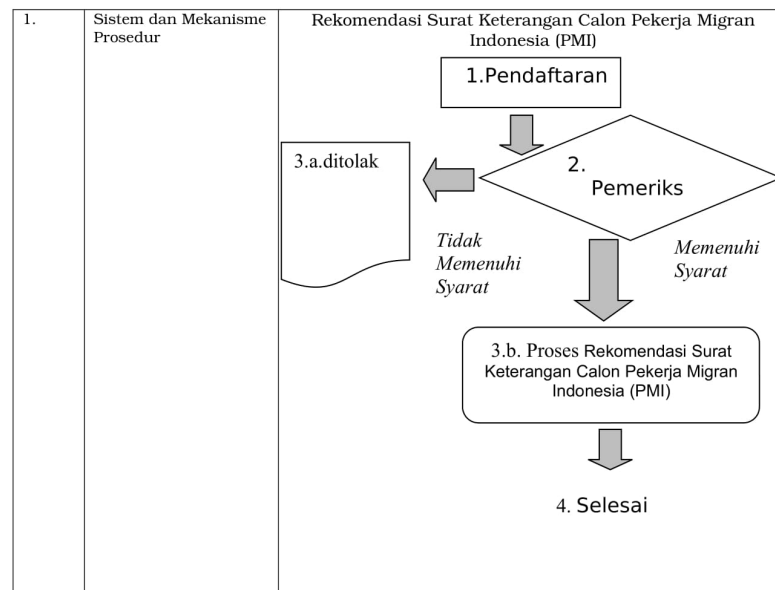 1.
Sistem dan Mekanisme
Prosedur
Rekomendasi Surat Keterangan Calon Pekerja Migran
Indonesia (PMI)
1.Pendaftaran
2.
Pemeriks
3.a.ditolak
Tidak
Memenuhi
Syarat
Memenuhi
Syarat
3.b. Proses Rekomendasi Surat
Keterangan Calon Pekerja Migran
Indonesia (PMI)
4. Selesai